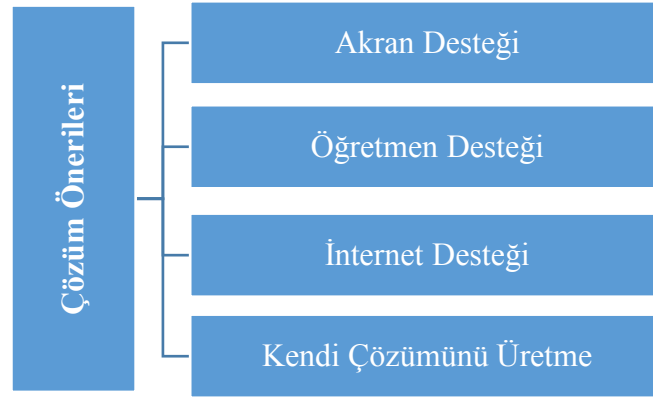 Çözüm Önerileri
Akran Desteği
Öğretmen Desteği
İnternet Desteği
Kendi Çözümünü Üretme